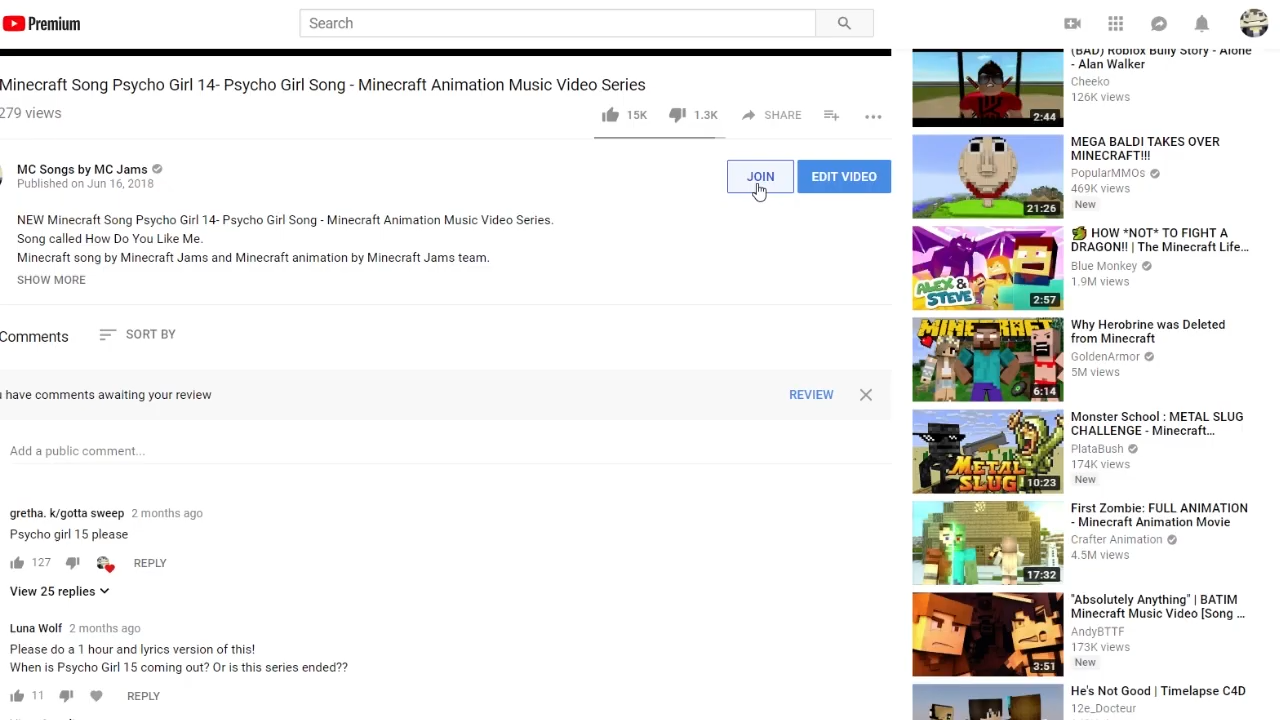 Premium
Search
Minecraft Song Psycho Girl 14- Psycho Girl Song - Minecraft Animation Music Video Series
279 views
15K
1.3K
SHARE
MC Songs by MC Jams
Published on Jun 16, 2018
JOIN
EDIT VIDEO
NEW Minecraft Song Psycho Girl 14- Psycho Girl Song - Minecraft Animation Music Video Series.
Song called How Do You Like Me.
Minecraft song by Minecraft Jams and Minecraft animation by Minecraft Jams team.
SHOW MORE
Comments
SORT BY
have comments awaiting your review
REVIEW
Add a public comment...
gretha. k/gotta sweep 2 months ago
Psycho girl 15 please
127
REPLY
View 25 replies
Luna Wolf 2 months ago
Please do a 1 hour and lyrics version of this!
When is Psycho Girl 15 coming out? Or is this series ended??
11
REPLY
(BAD) Roblox Bully Story - Alone
- Alan Walker
Cheeko
126K views
2:44
MEGA BALDI TAKES OVER
MINECRAFT!!!
PopularMMOs
469K views
New
21:26
HOW *NOT* TO FIGHT A
DRAGON!! | The Minecraft Life...
Blue Monkey
1.9M views
ALEX &
STEVE
2:57
Why Herobrine was Deleted
from Minecraft
GoldenArmor
5M views
MINECRAFT
6:14
Monster School : METAL SLUG
CHALLENGE - Minecraft...
PlataBush
174K views
New
METAL
SLUG
10:23
First Zombie: FULL ANIMATION
- Minecraft Animation Movie
Crafter Animation
4.5M views
17:32
"Absolutely Anything" | BATIM
Minecraft Music Video [Song ...
AndyBTTF
173K views
New
3:51
He's Not Good | Timelapse C4D
12e_Docteur